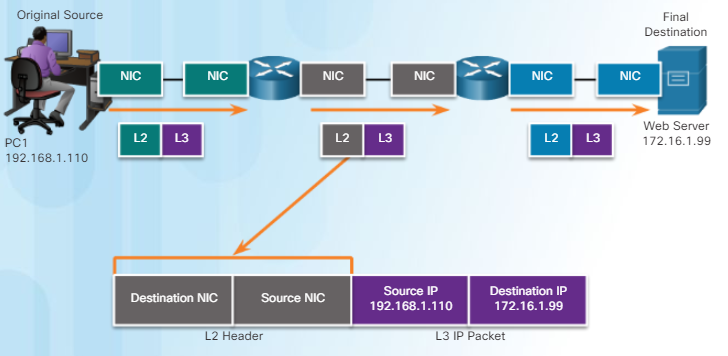 Original Source
Final
Destination
NIC
NIC
NIC
NIC
NIC
NIC
L2 L3
L2 L3
L2 L3
PC1
192.168.1.110
Web Server
172.16.1.99
Destination NIC
Source NIC
Source IP
192.168.1.110
Destination IP
172.16.1.99
L2 Header
L3 IP Packet